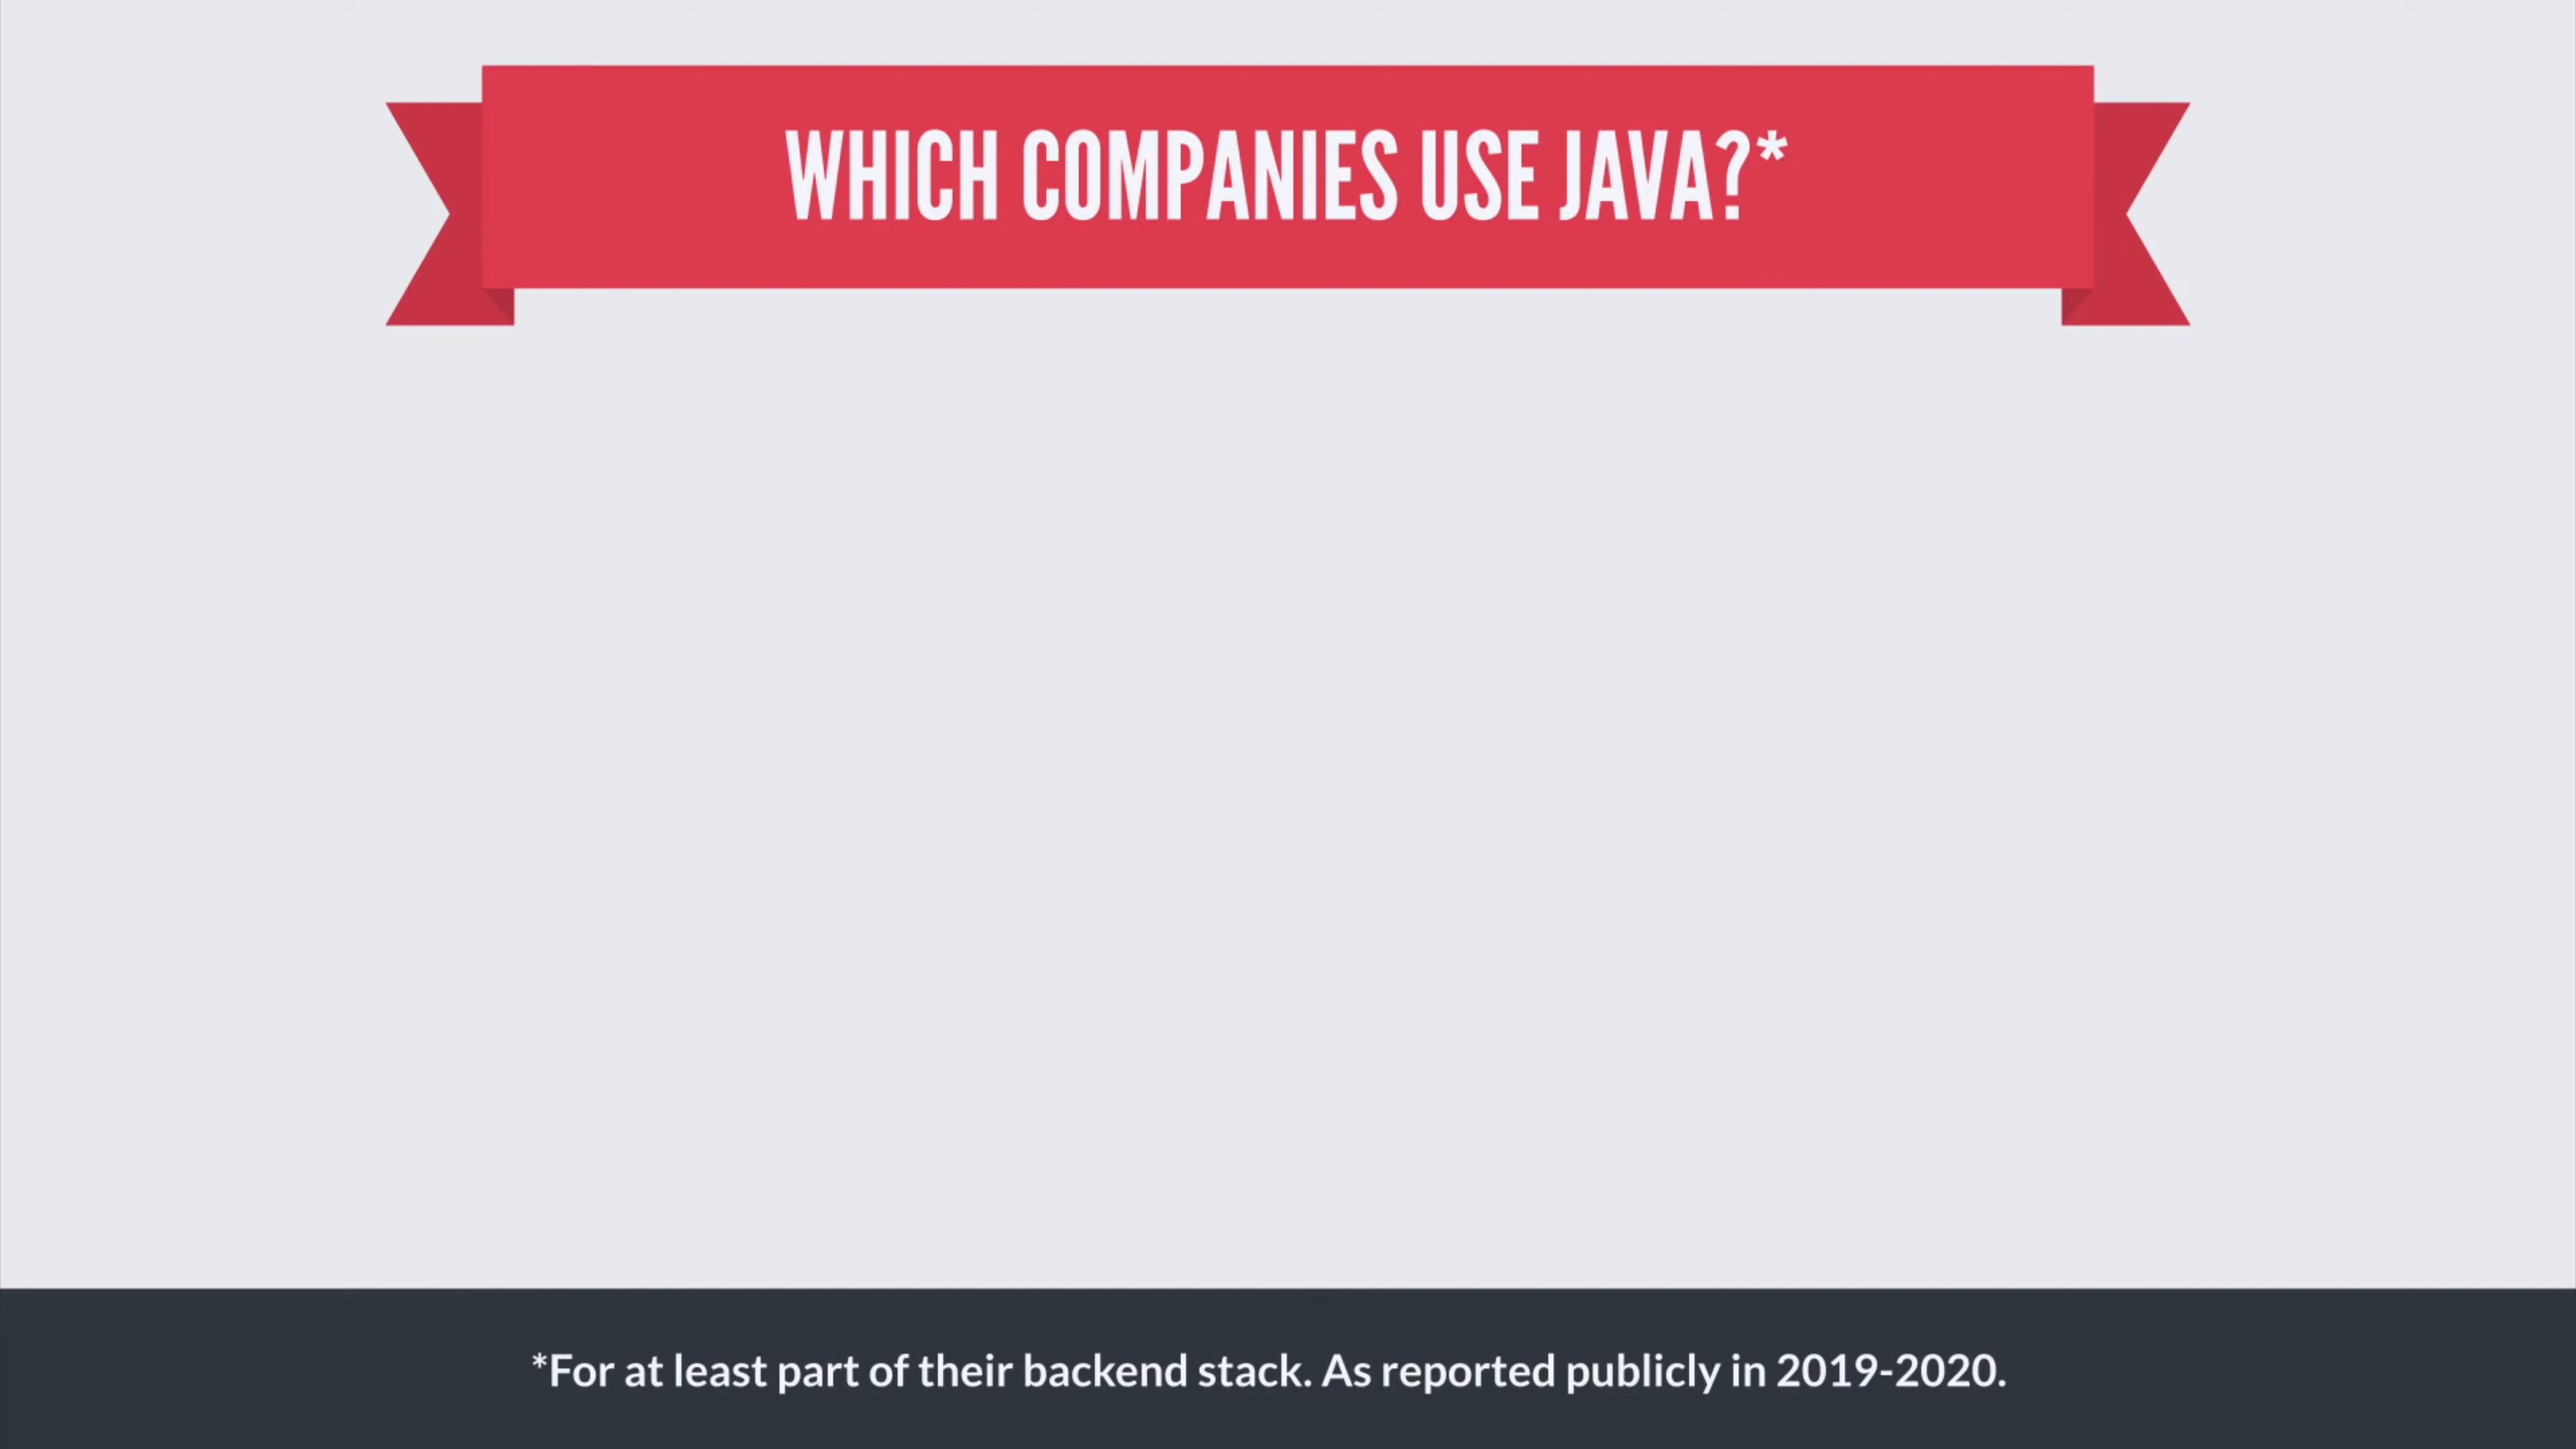 WHICH COMPANIES USE JAVA?*
*For at least part of their backend stack. As reported publicly in 2019-2020.